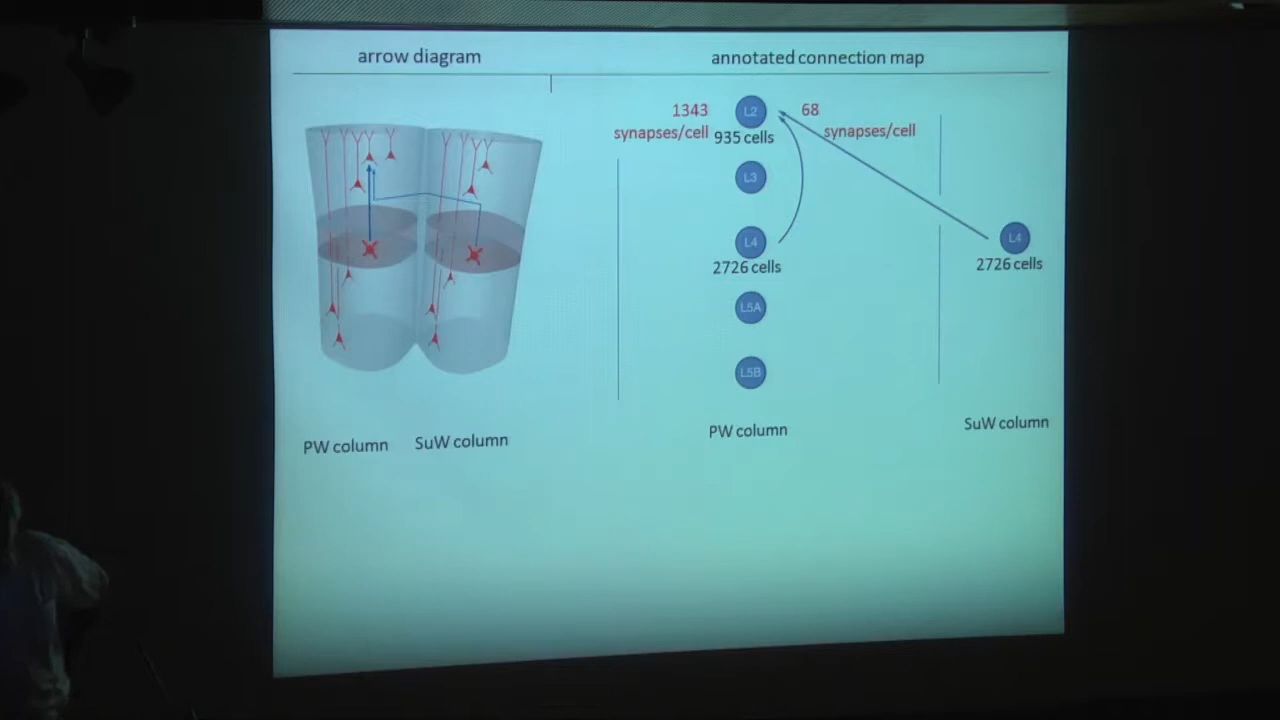 arrow diagram
annotated connection map
1343
synapses/cell
L2
935 cells
68
synapses/cell
L3
L4
2726 cells
L4
2726 cells
L5A
L5B
PW column
SuW column
PW column
SuW column